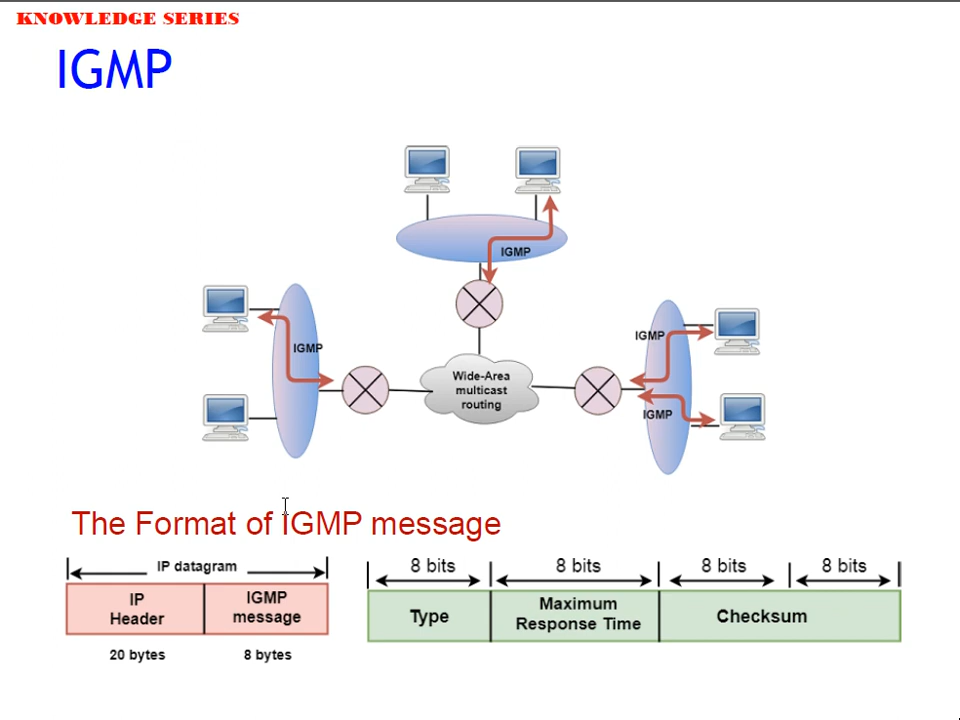 KNOWLEDGE SERIES
IGMP
IGMP
IGMP
IGMP
Wide-Area
multicast
routing
IGMP
The Format of IGMP message
IP datagram
IP
Header
IGMP
message
20 bytes
8 bytes
8 bits
8 bits
8 bits
8 bits
Type
Maximum
Response Time
Checksum